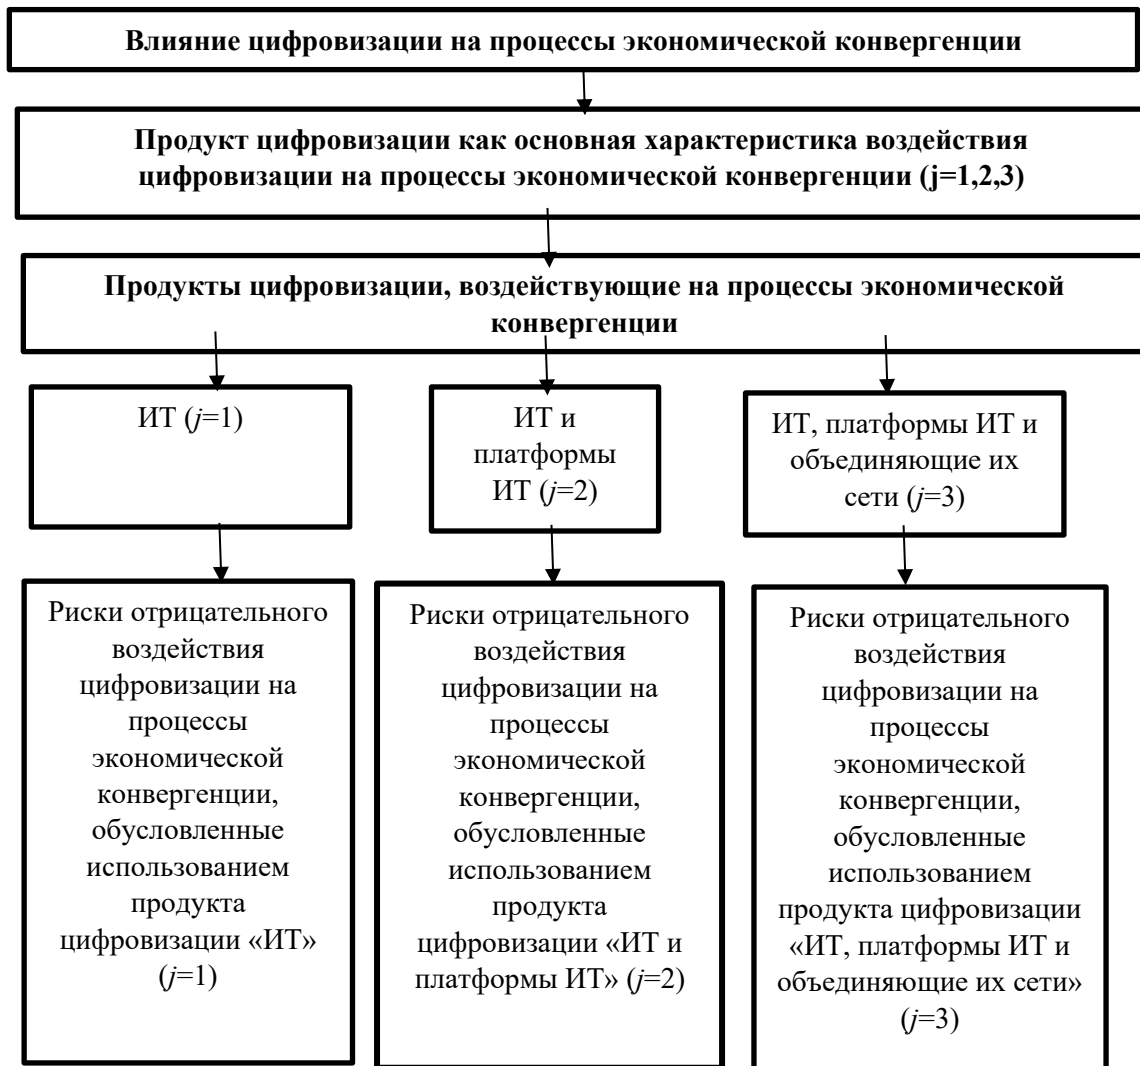 Влияние цифровизации на процессы экономической конвергенции
Продукт цифровизации как основная характеристика воздействия
цифровизации на процессы экономической конвергенции (j=1,2,3)
Продукты цифровизации, воздействующие на процессы экономической
конвергенции
ИТ (j=1)
ИТ и
платформы
ИТ (j=2)
ИТ, платформы ИТ и
объединяющие их
сети (j=3)
Риски отрицательного
воздействия
цифровизации на
процессы
экономической
конвергенции,
обусловленные
использованием
продукта
цифровизации «ИТ»
(j=1)
Риски отрицательного
воздействия
цифровизации на
процессы
экономической
конвергенции,
обусловленные
использованием
продукта
цифровизации «ИТ и
платформы ИТ» (j=2)
Риски отрицательного
воздействия
цифровизации на
процессы
экономической
конвергенции,
обусловленные
использованием
продукта цифровизации
«ИТ, платформы ИТ и
объединяющие их сети»
(j=3)